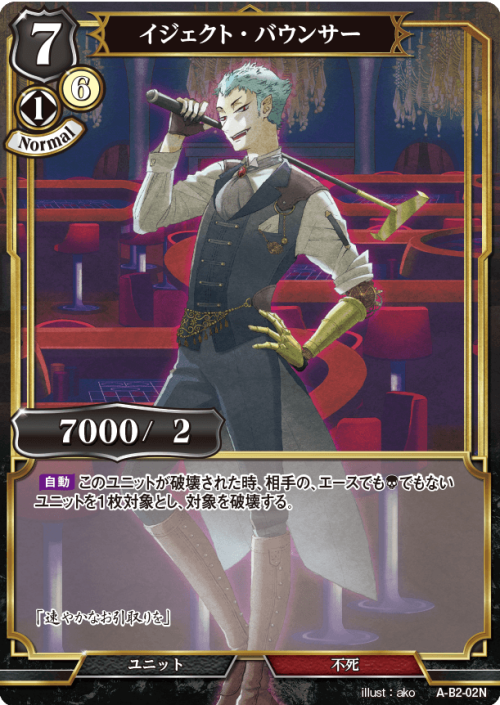 7
イジェクト・バウンサー
6
1
Normal
7000/ 2
自動 このユニットが破壊された時、相手の、エースでも💀でもない
ユニットを1枚対象とし、対象を破壊する。
「速やかなお引取りを」
ユニット
不死
illust：ako A-B2-02N